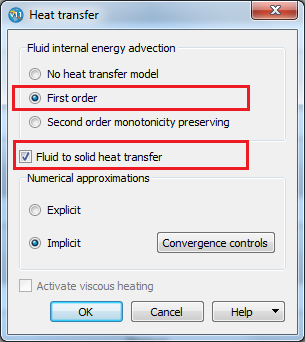 v11 Heat transfer
Fluid internal energy advection
No heat transfer model
First order
Second order monotonicity preserving
Fluid to solid heat transfer
Numerical approximations
Explicit
Implicit
Convergence controls
Activate viscous heating
OK Cancel Help